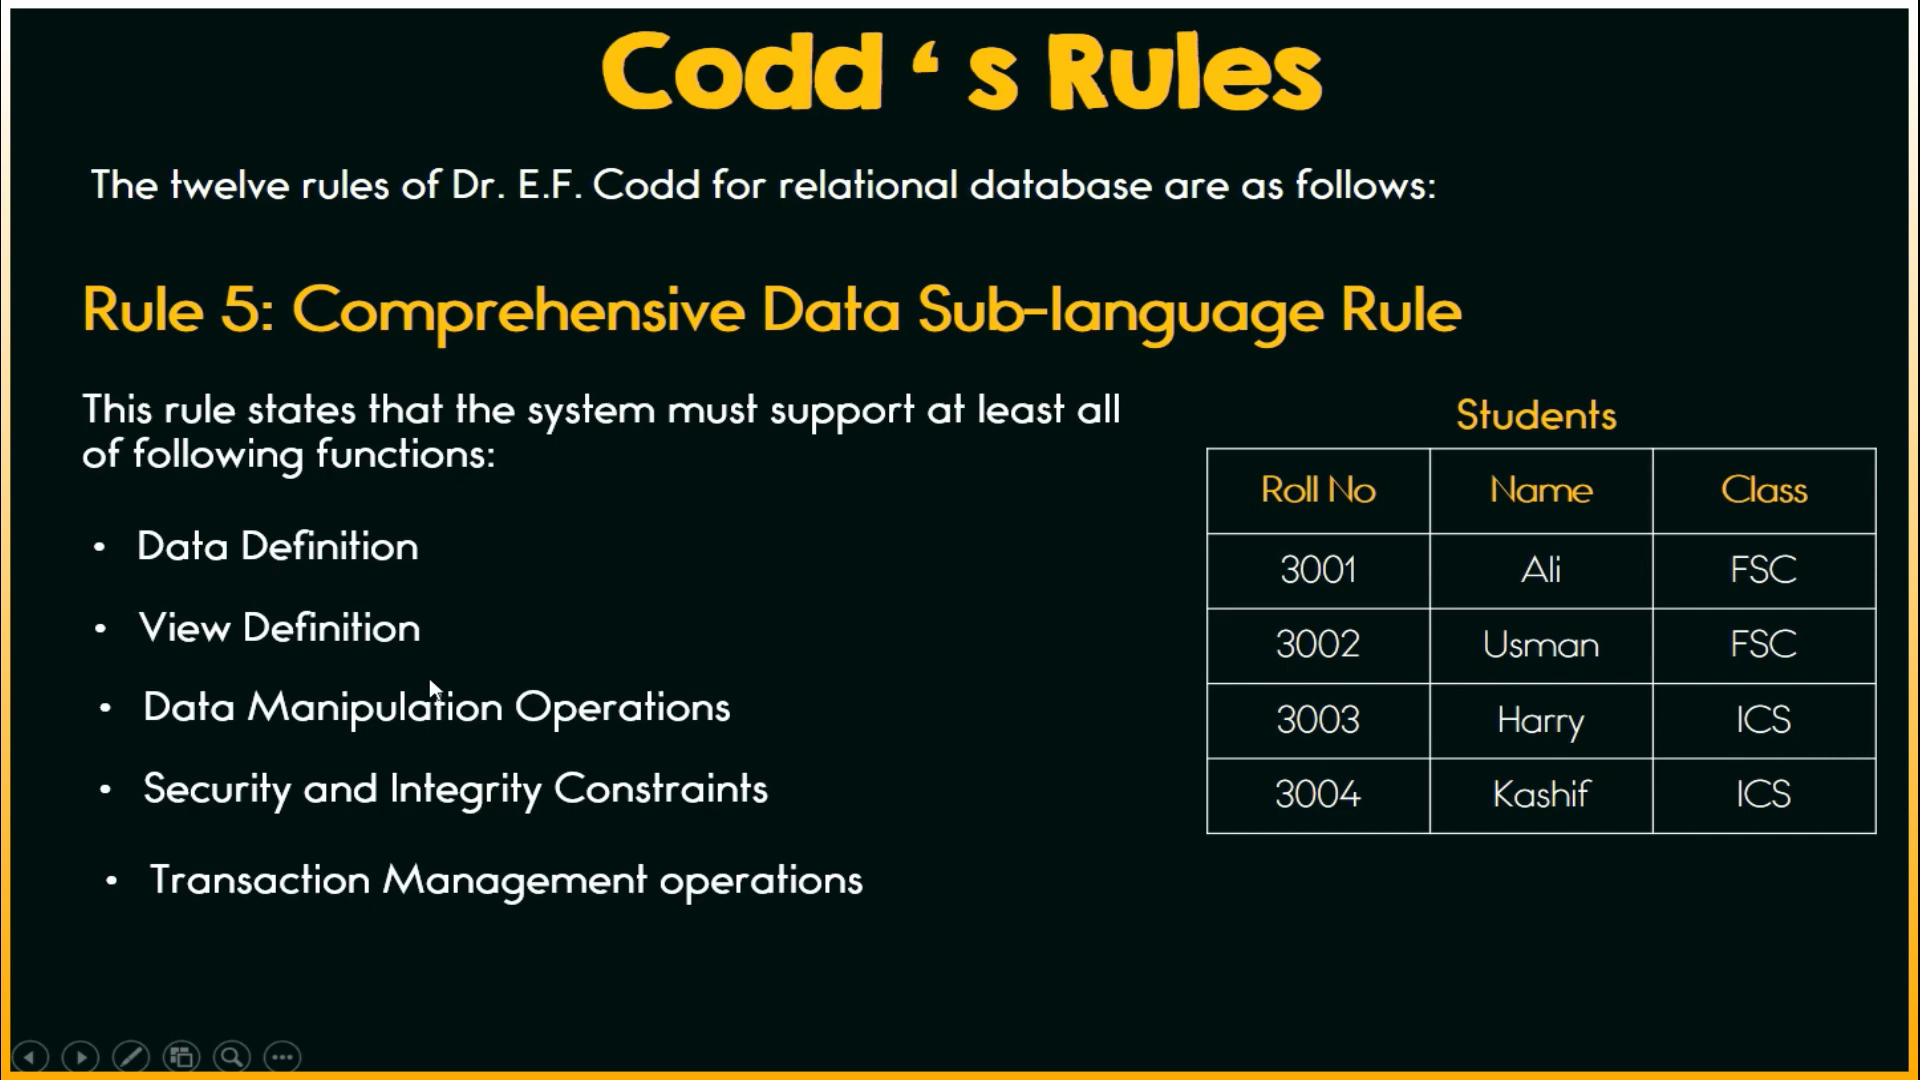 Codd ‘ s Rules
The twelve rules of Dr. E.F. Codd for relational database are as follows:
Rule 5: Comprehensive Data Sub-language Rule
This rule states that the system must support at least all
of following functions:
• Data Definition
• View Definition
• Data Manipulation Operations
• Security and Integrity Constraints
• Transaction Management operations
Students
Roll No Name Class
3001 Ali FSC
3002 Usman FSC
3003 Harry ICS
3004 Kashif ICS